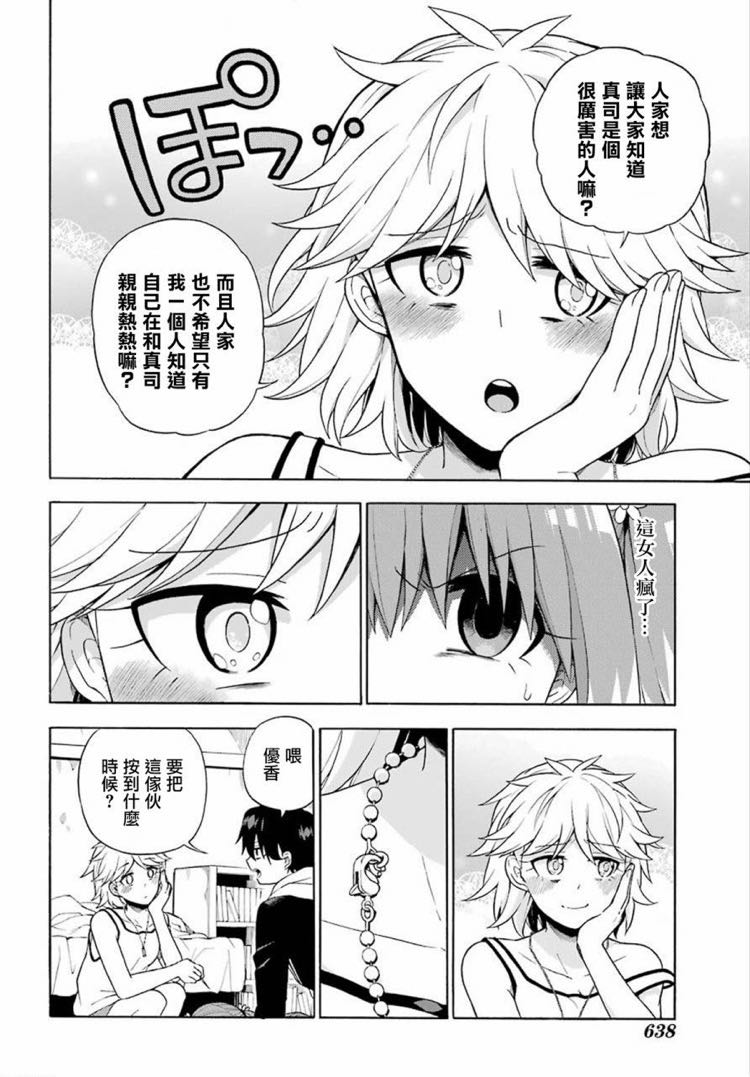 人家想
讓大家知道
真司是個
很厲害的人嘛？
ぽっ‥
而且人家
也不希望只有
我一個人知道
自己在和真司
親親熱熱嘛？
這女人瘋了…
喂
優香
要把
這傢伙
按到什麼
時候？
638